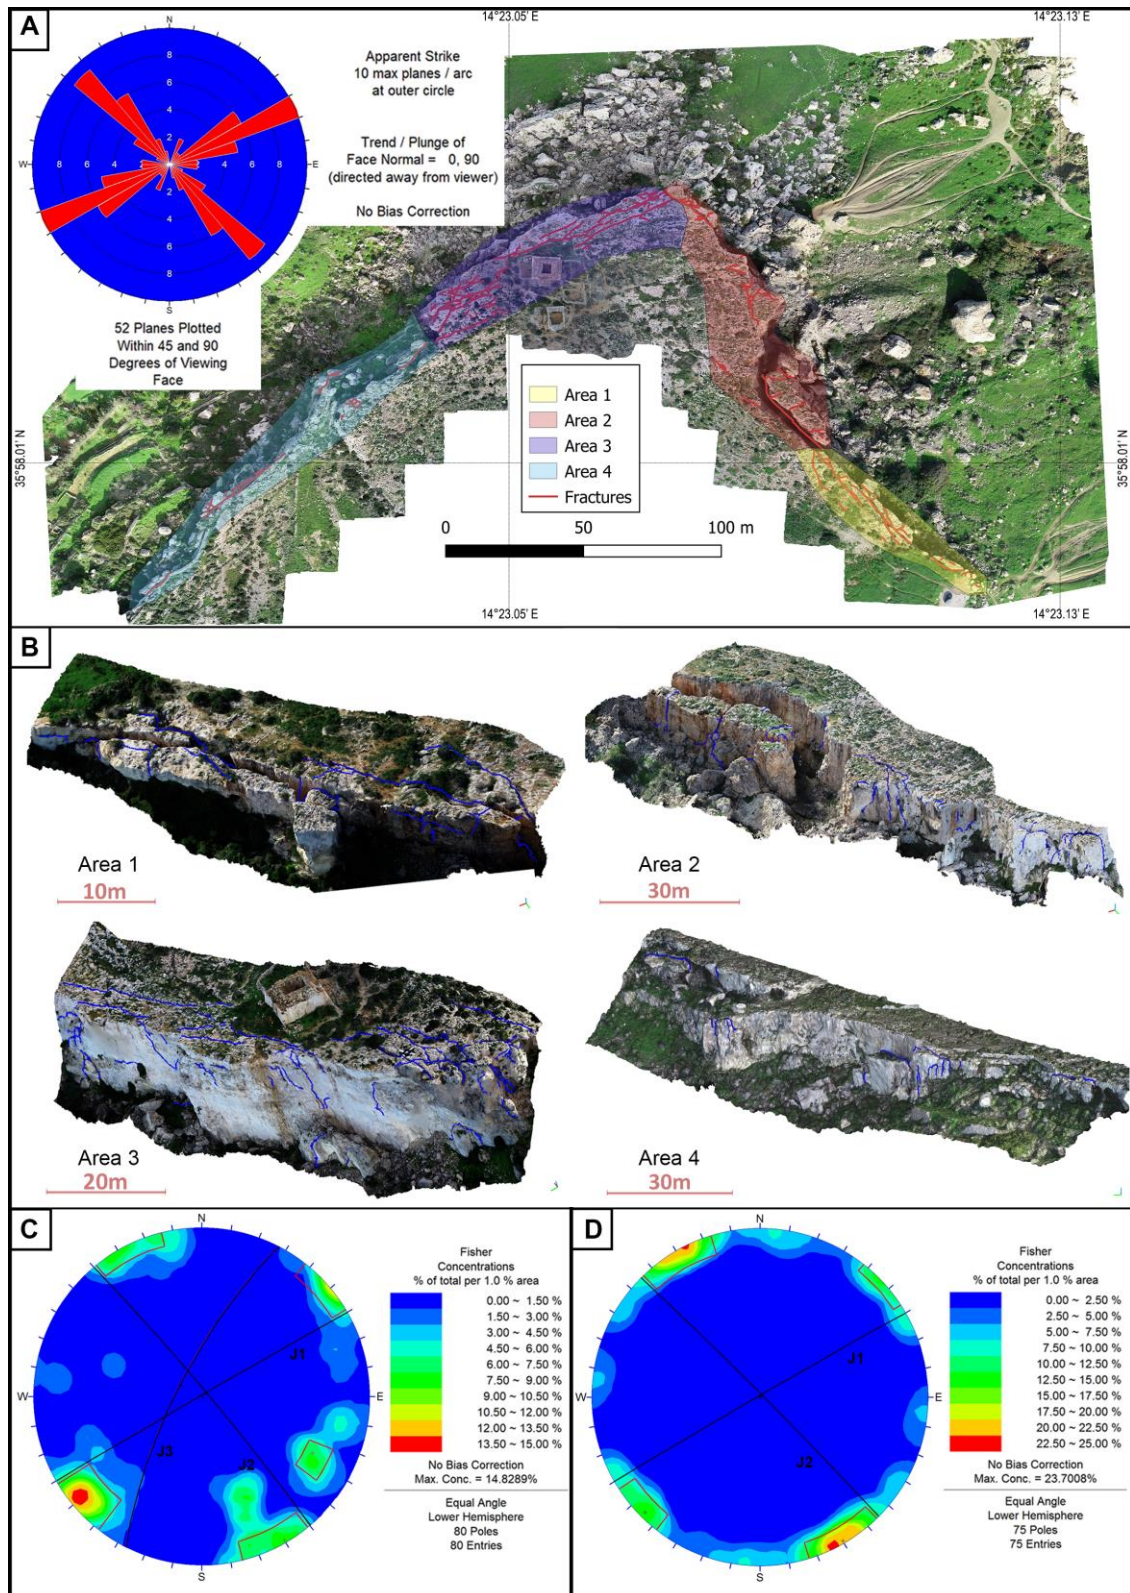 A
14°23.05' E
14°23.13' E
N
8
6
4
2
W
8
6
4
4
6
8
E
2
4
6
8
S
Apparent Strike
10 max planes / arc
at outer circle
Trend / Plunge of
Face Normal = 0, 90
(directed away from viewer)
No Bias Correction
52 Planes Plotted
Within 45 and 90
Degrees of Viewing
Face
35°58.01' N
35°58.01' N
Area 1
Area 2
Area 3
Area 4
Fractures
0
50
100 m
14°23.05' E
14°23.13' E
B
Area 1
10m
Area 2
30m
Area 3
20m
Area 4
30m
C
N
W
E
S
J1
J2
J3
Fisher
Concentrations
% of total per 1.0 % area
0.00 ~ 1.50 %
1.50 ~ 3.00 %
3.00 ~ 4.50 %
4.50 ~ 6.00 %
6.00 ~ 7.50 %
7.50 ~ 9.00 %
9.00 ~ 10.50 %
10.50 ~ 12.00 %
12.00 ~ 13.50 %
13.50 ~ 15.00 %
No Bias Correction
Max. Conc. = 14.8289%
Equal Angle
Lower Hemisphere
80 Poles
80 Entries
D
N
W
E
S
J1
J2
Fisher
Concentrations
% of total per 1.0 % area
0.00 ~ 2.50 %
2.50 ~ 5.00 %
5.00 ~ 7.50 %
7.50 ~ 10.00 %
10.00 ~ 12.50 %
12.50 ~ 15.00 %
15.00 ~ 17.50 %
17.50 ~ 20.00 %
20.00 ~ 22.50 %
22.50 ~ 25.00 %
No Bias Correction
Max. Conc. = 23.7008%
Equal Angle
Lower Hemisphere
75 Poles
75 Entries